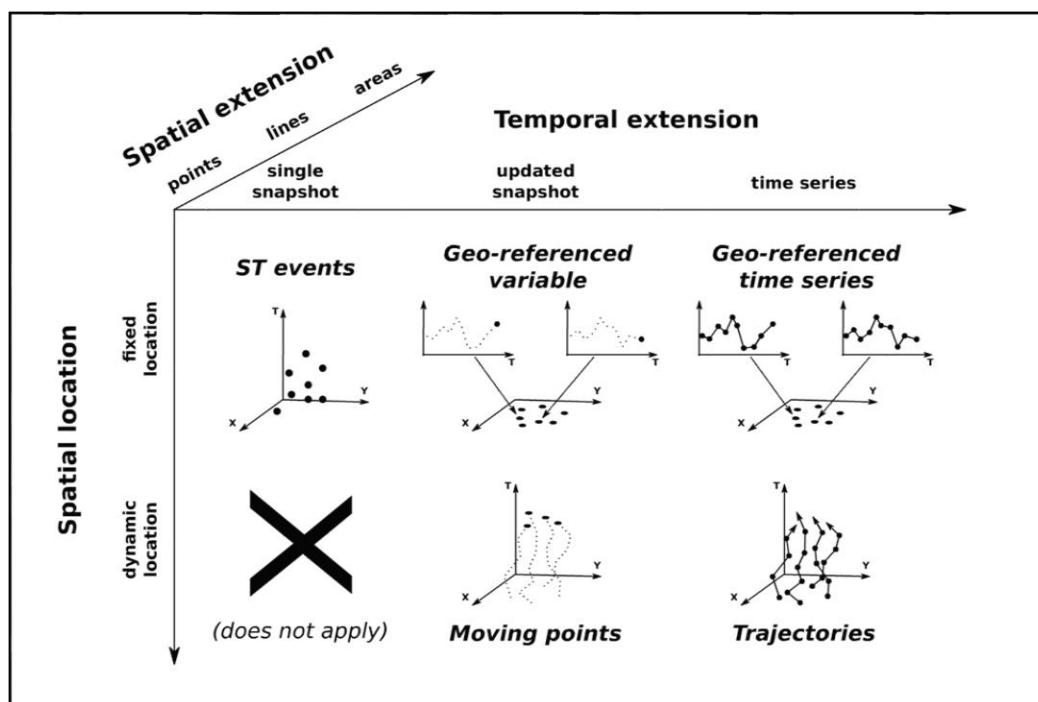 Spatial extension
points
lines
areas
Temporal extension
single
snapshot
updated
snapshot
time series
Spatial location
fixed
location
ST events
T
Y
X
Geo-referenced
variable
T
T
Y
X
Geo-referenced
time series
T
T
Y
X
dynamic
location
(does not apply)
T
Y
X
Moving points
T
Y
X
Trajectories